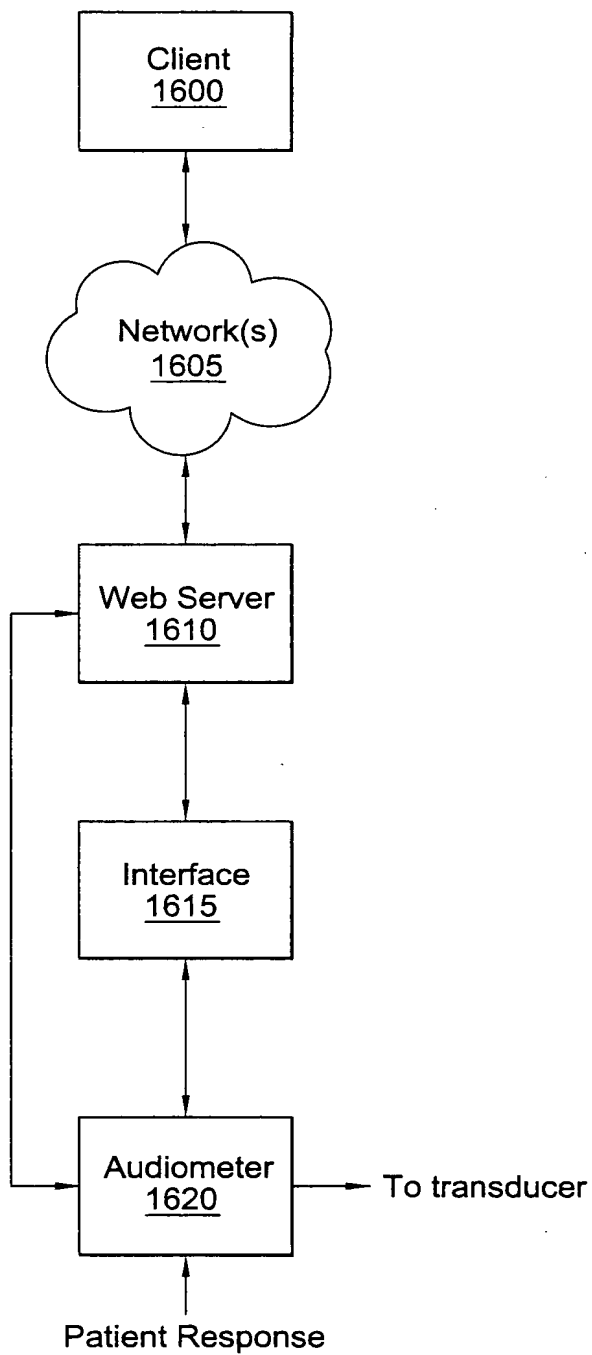 Client
1600
Network(s)
1605
Web Server
1610
Interface
1615
Audiometer
1620
To transducer
Patient Response